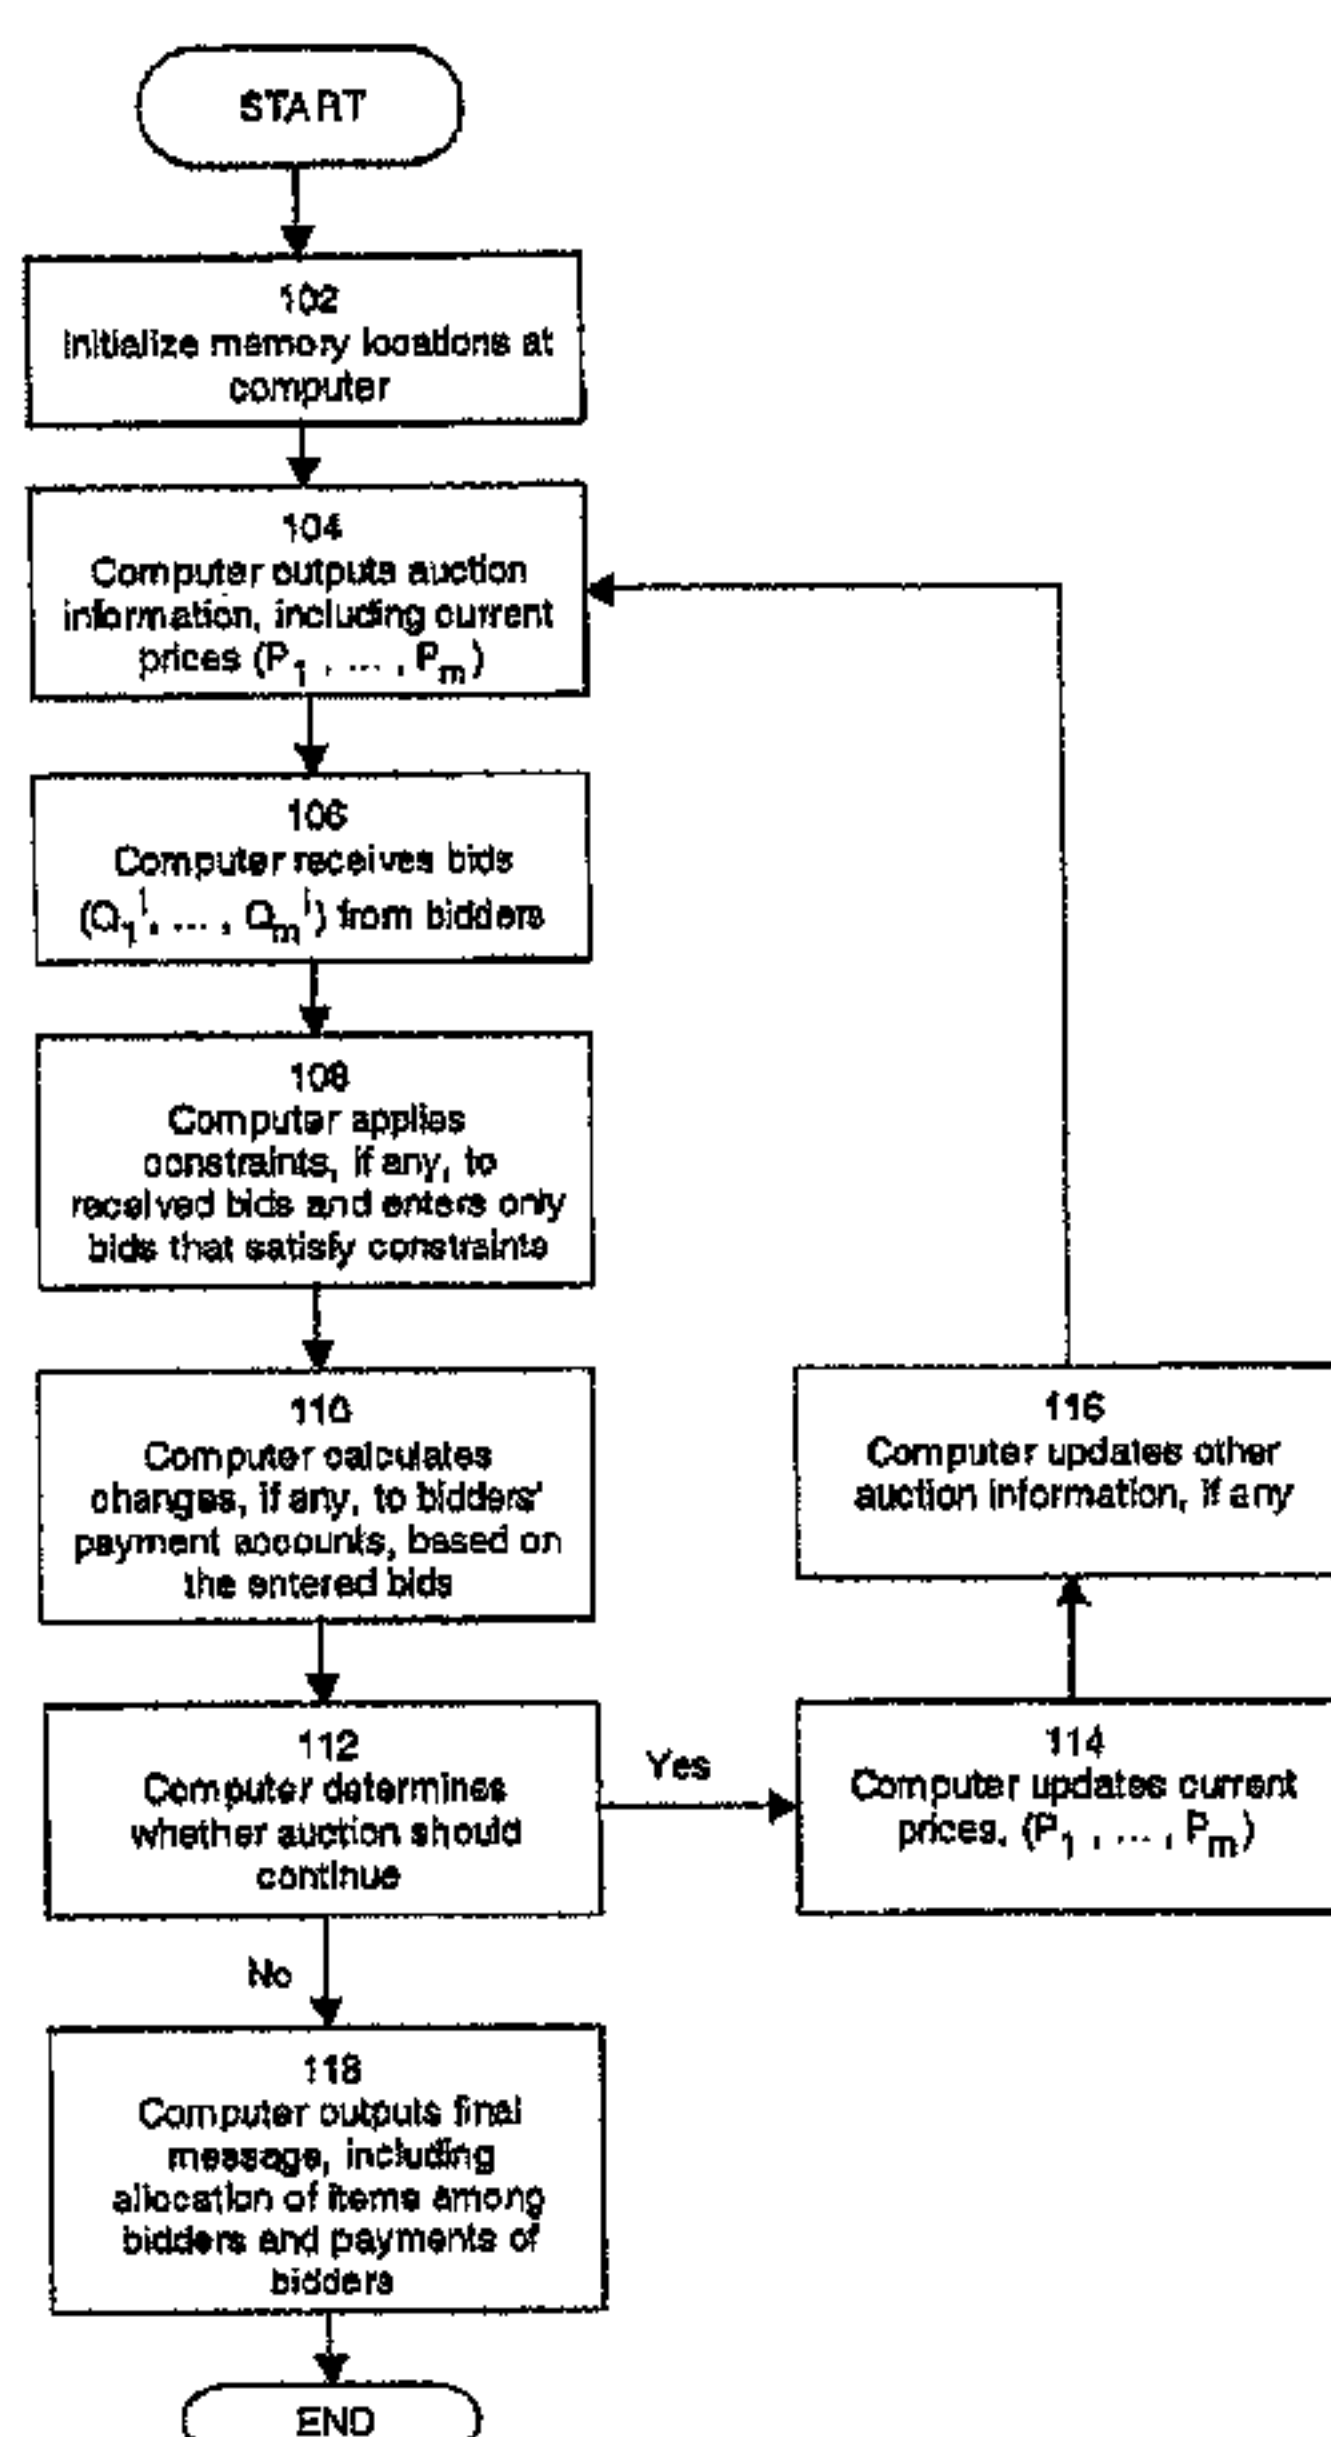 START
102
Initialize memory locations at
computer
104
Computer outputs auction
information, including current
prices (P1 , ... , Pm)
106
Computer receives bids
(Q1^i, ... , Qm^i) from bidders
108
Computer applies
constraints, if any, to
received bids and enters only
bids that satisfy constraints
110
Computer calculates
changes, if any, to bidders'
payment accounts, based on
the entered bids
112
Computer determines
whether auction should
continue
Yes
114
Computer updates current
prices, (P1 , ... , Pm)
116
Computer updates other
auction information, if any
No
118
Computer outputs final
message, including
allocation of items among
bidders and payments of
bidders
END